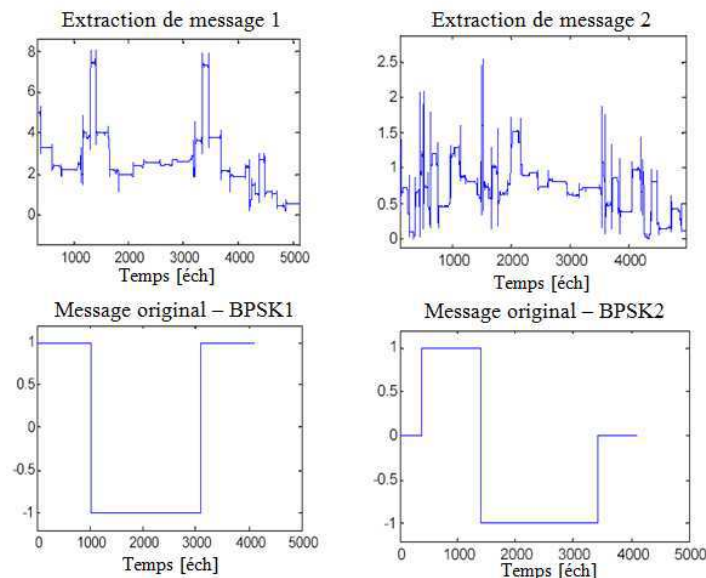 Extraction de message 1
Extraction de message 2
8
6
4
2
0
1000 2000 3000 4000 5000
Temps [éch]
2.5
2
1.5
1
0.5
0
1000 2000 3000 4000
Temps [éch]
Message original – BPSK1
Message original – BPSK2
1
0.5
0
-0.5
-1
0 1000 2000 3000 4000 5000
Temps [éch]
1
0.5
0
-0.5
-1
0 1000 2000 3000 4000 5000
Temps [éch]